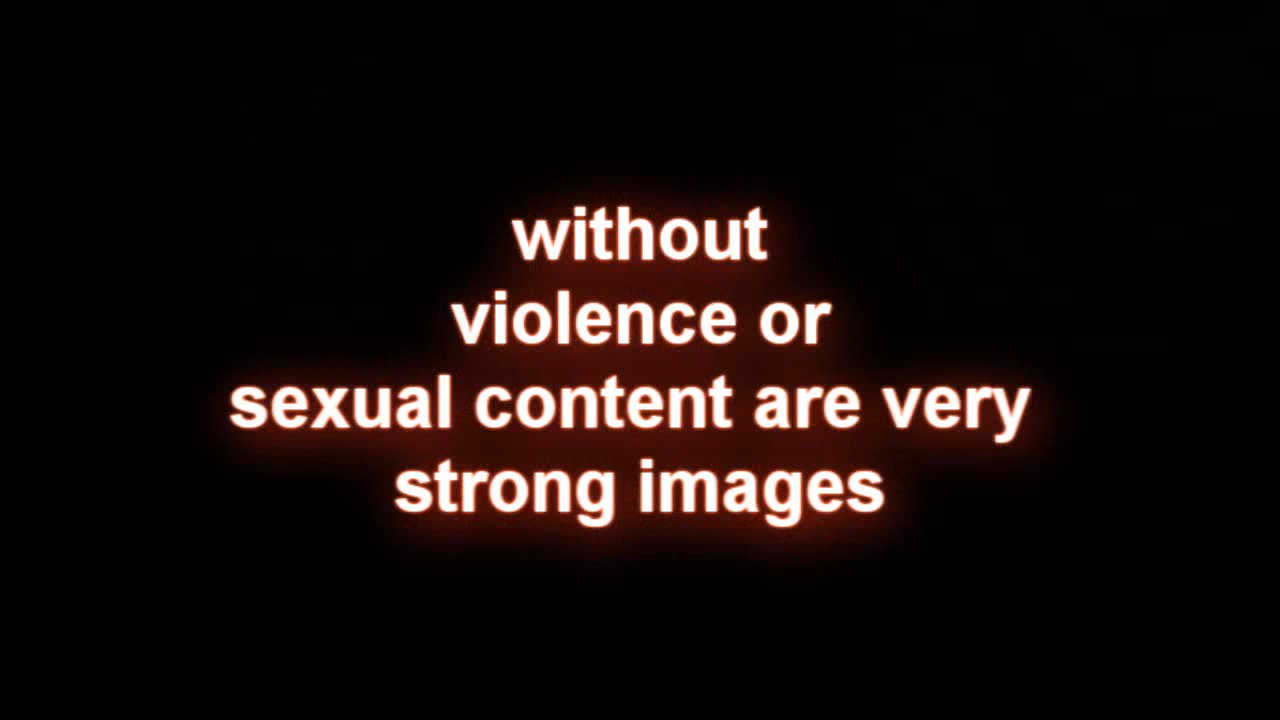 without
violence or
sexual content are very
strong images